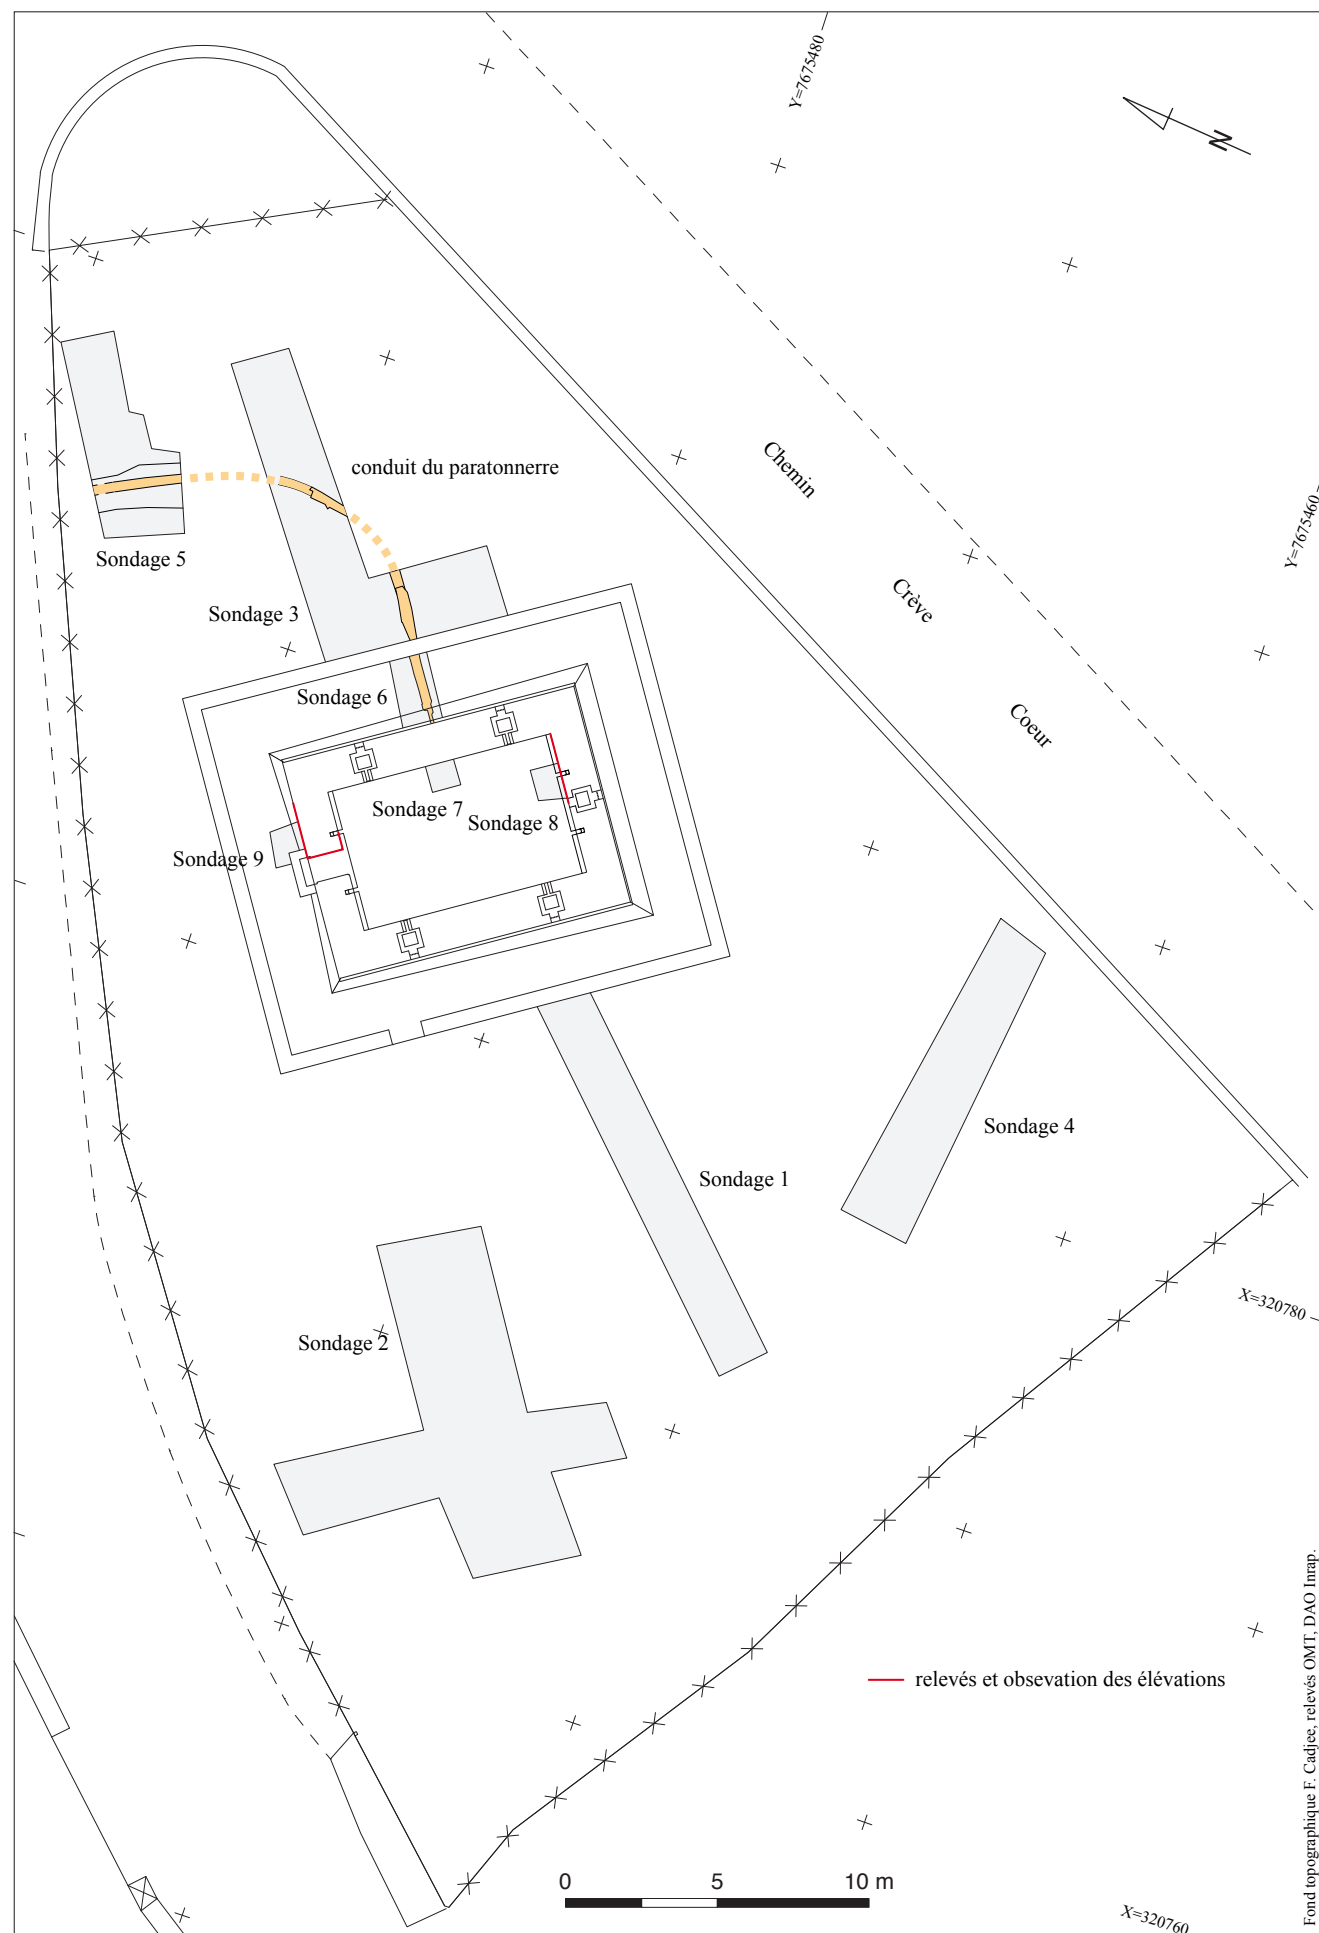 Y=7675480
N
Chemin
conduit du paratonnerre
Y=7675460
Sondage 5
Crève
Sondage 3
Sondage 6
Coeur
Sondage 7
Sondage 8
Sondage 9
Sondage 4
Sondage 1
X=320780
Sondage 2
relevés et obsevation des élévations
Fond topographique F. Cadjee, relevés OMT, DAO Inrap.
0 5 10 m
X=320760